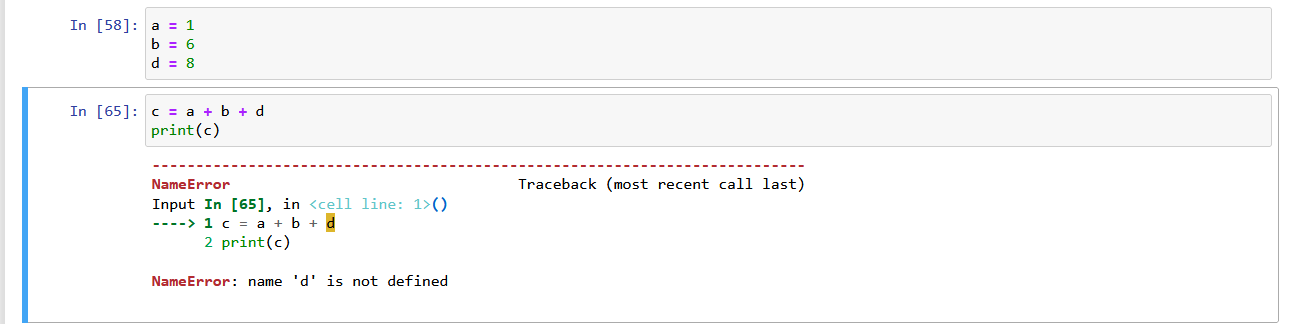 In [58]: a = 1
b = 6
d = 8
In [65]: c = a + b + d
print(c)
---------------------------------------------------------------------------
NameError                                 Traceback (most recent call last)
Input In [65], in <cell line: 1>()
----> 1 c = a + b + d
      2 print(c)
NameError: name 'd' is not defined